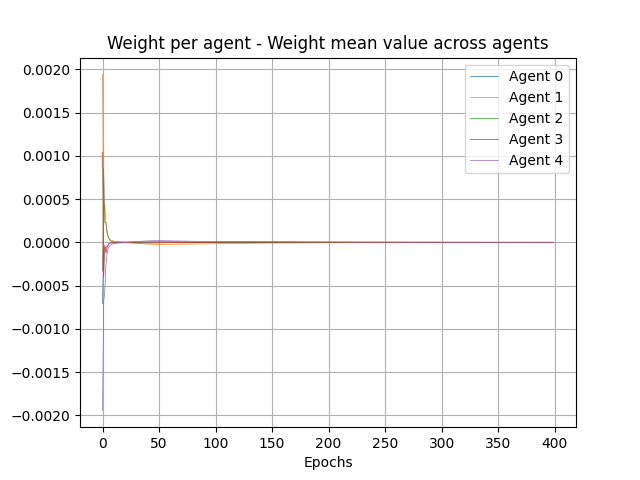 Weight per agent - Weight mean value across agents
0.0020
0.0015
0.0010
0.0005
0.0000
−0.0005
−0.0010
−0.0015
−0.0020
Agent 0
Agent 1
Agent 2
Agent 3
Agent 4
0 50 100 150 200 250 300 350 400
Epochs